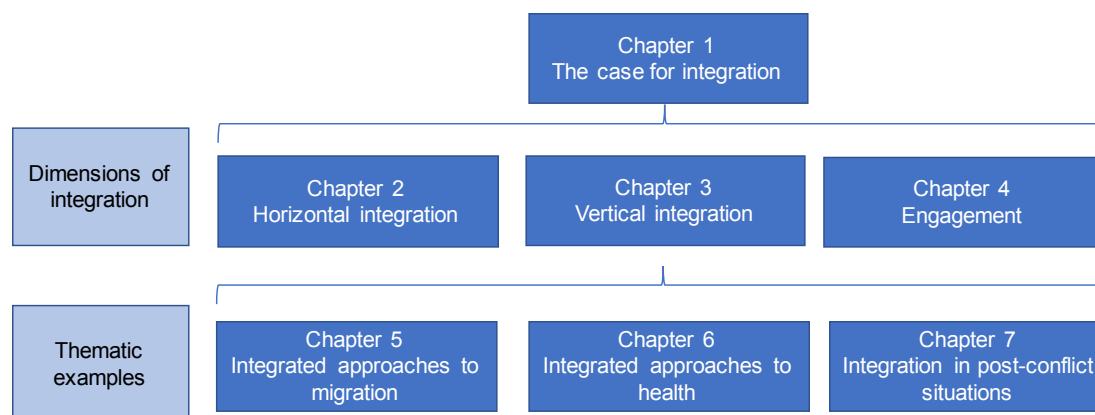 Chapter 1
The case for integration
Dimensions of
integration
Chapter 2
Horizontal integration
Chapter 3
Vertical integration
Chapter 4
Engagement
Thematic
examples
Chapter 5
Integrated approaches to
migration
Chapter 6
Integrated approaches to
health
Chapter 7
Integration in post-conflict
situations